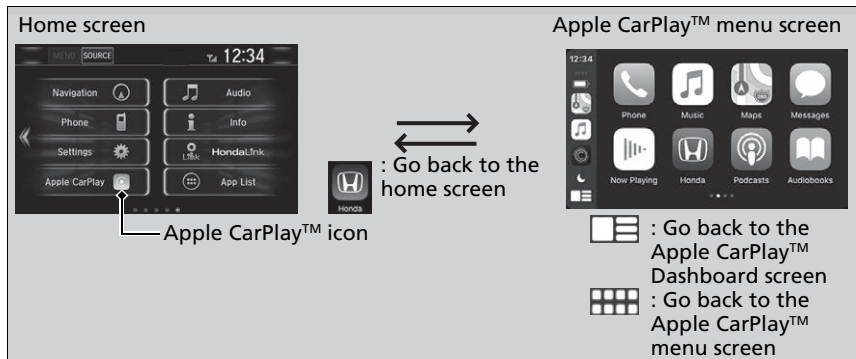 Home screen
Apple CarPlay™ menu screen
MENU SOURCE 12:34
Navigation Audio
Phone Info
Settings HondaLink
Apple CarPlay App List
Apple CarPlay™ icon
Honda
: Go back to the
home screen
12:34
Phone Music Maps Messages
Now Playing Honda Podcasts Audiobooks
: Go back to the
Apple CarPlay™
Dashboard screen
: Go back to the
Apple CarPlay™
menu screen